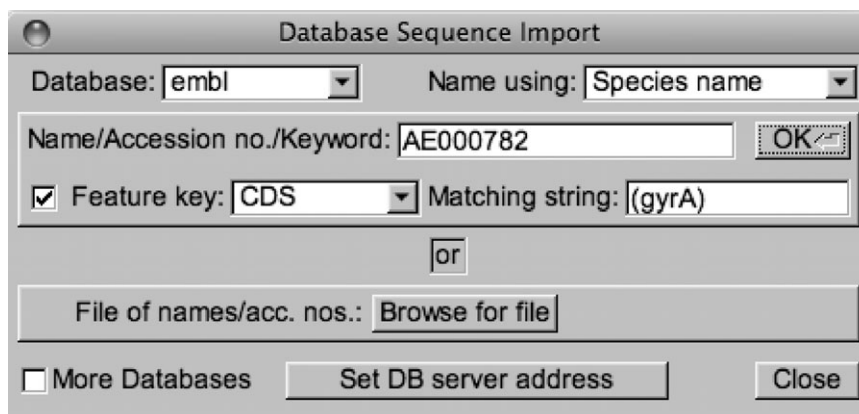 Database Sequence Import
Database: embl Name using: Species name
Name/Accession no./Keyword: AE000782 OK
Feature key: CDS Matching string: (gyrA)
or
File of names/acc. nos.: Browse for file
More Databases Set DB server address Close